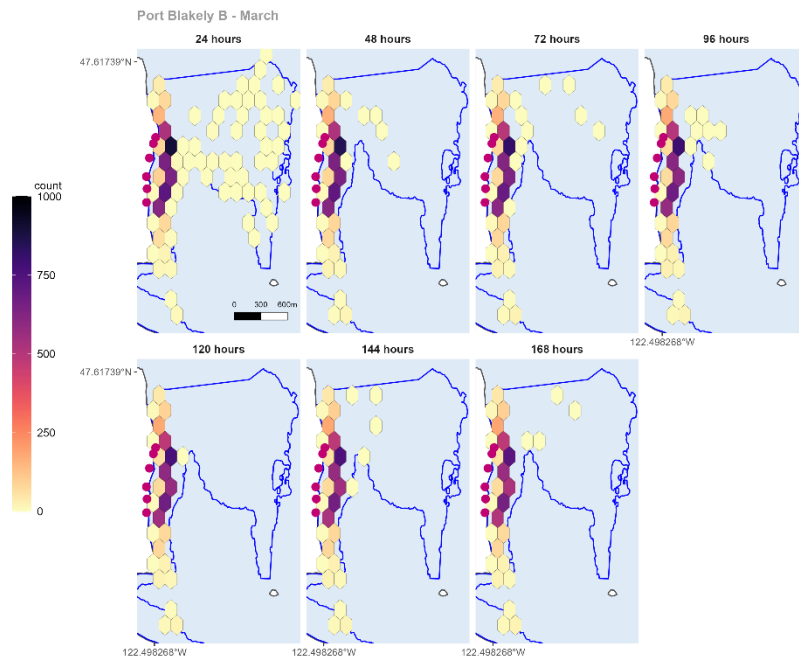 Port Blakely B - March
24 hours
48 hours
72 hours
96 hours
47.61739°N
count
1000
750
500
250
0
0 300 600m
122.498268°W
120 hours
144 hours
168 hours
47.61739°N
122.498268°W
122.498268°W
122.498268°W